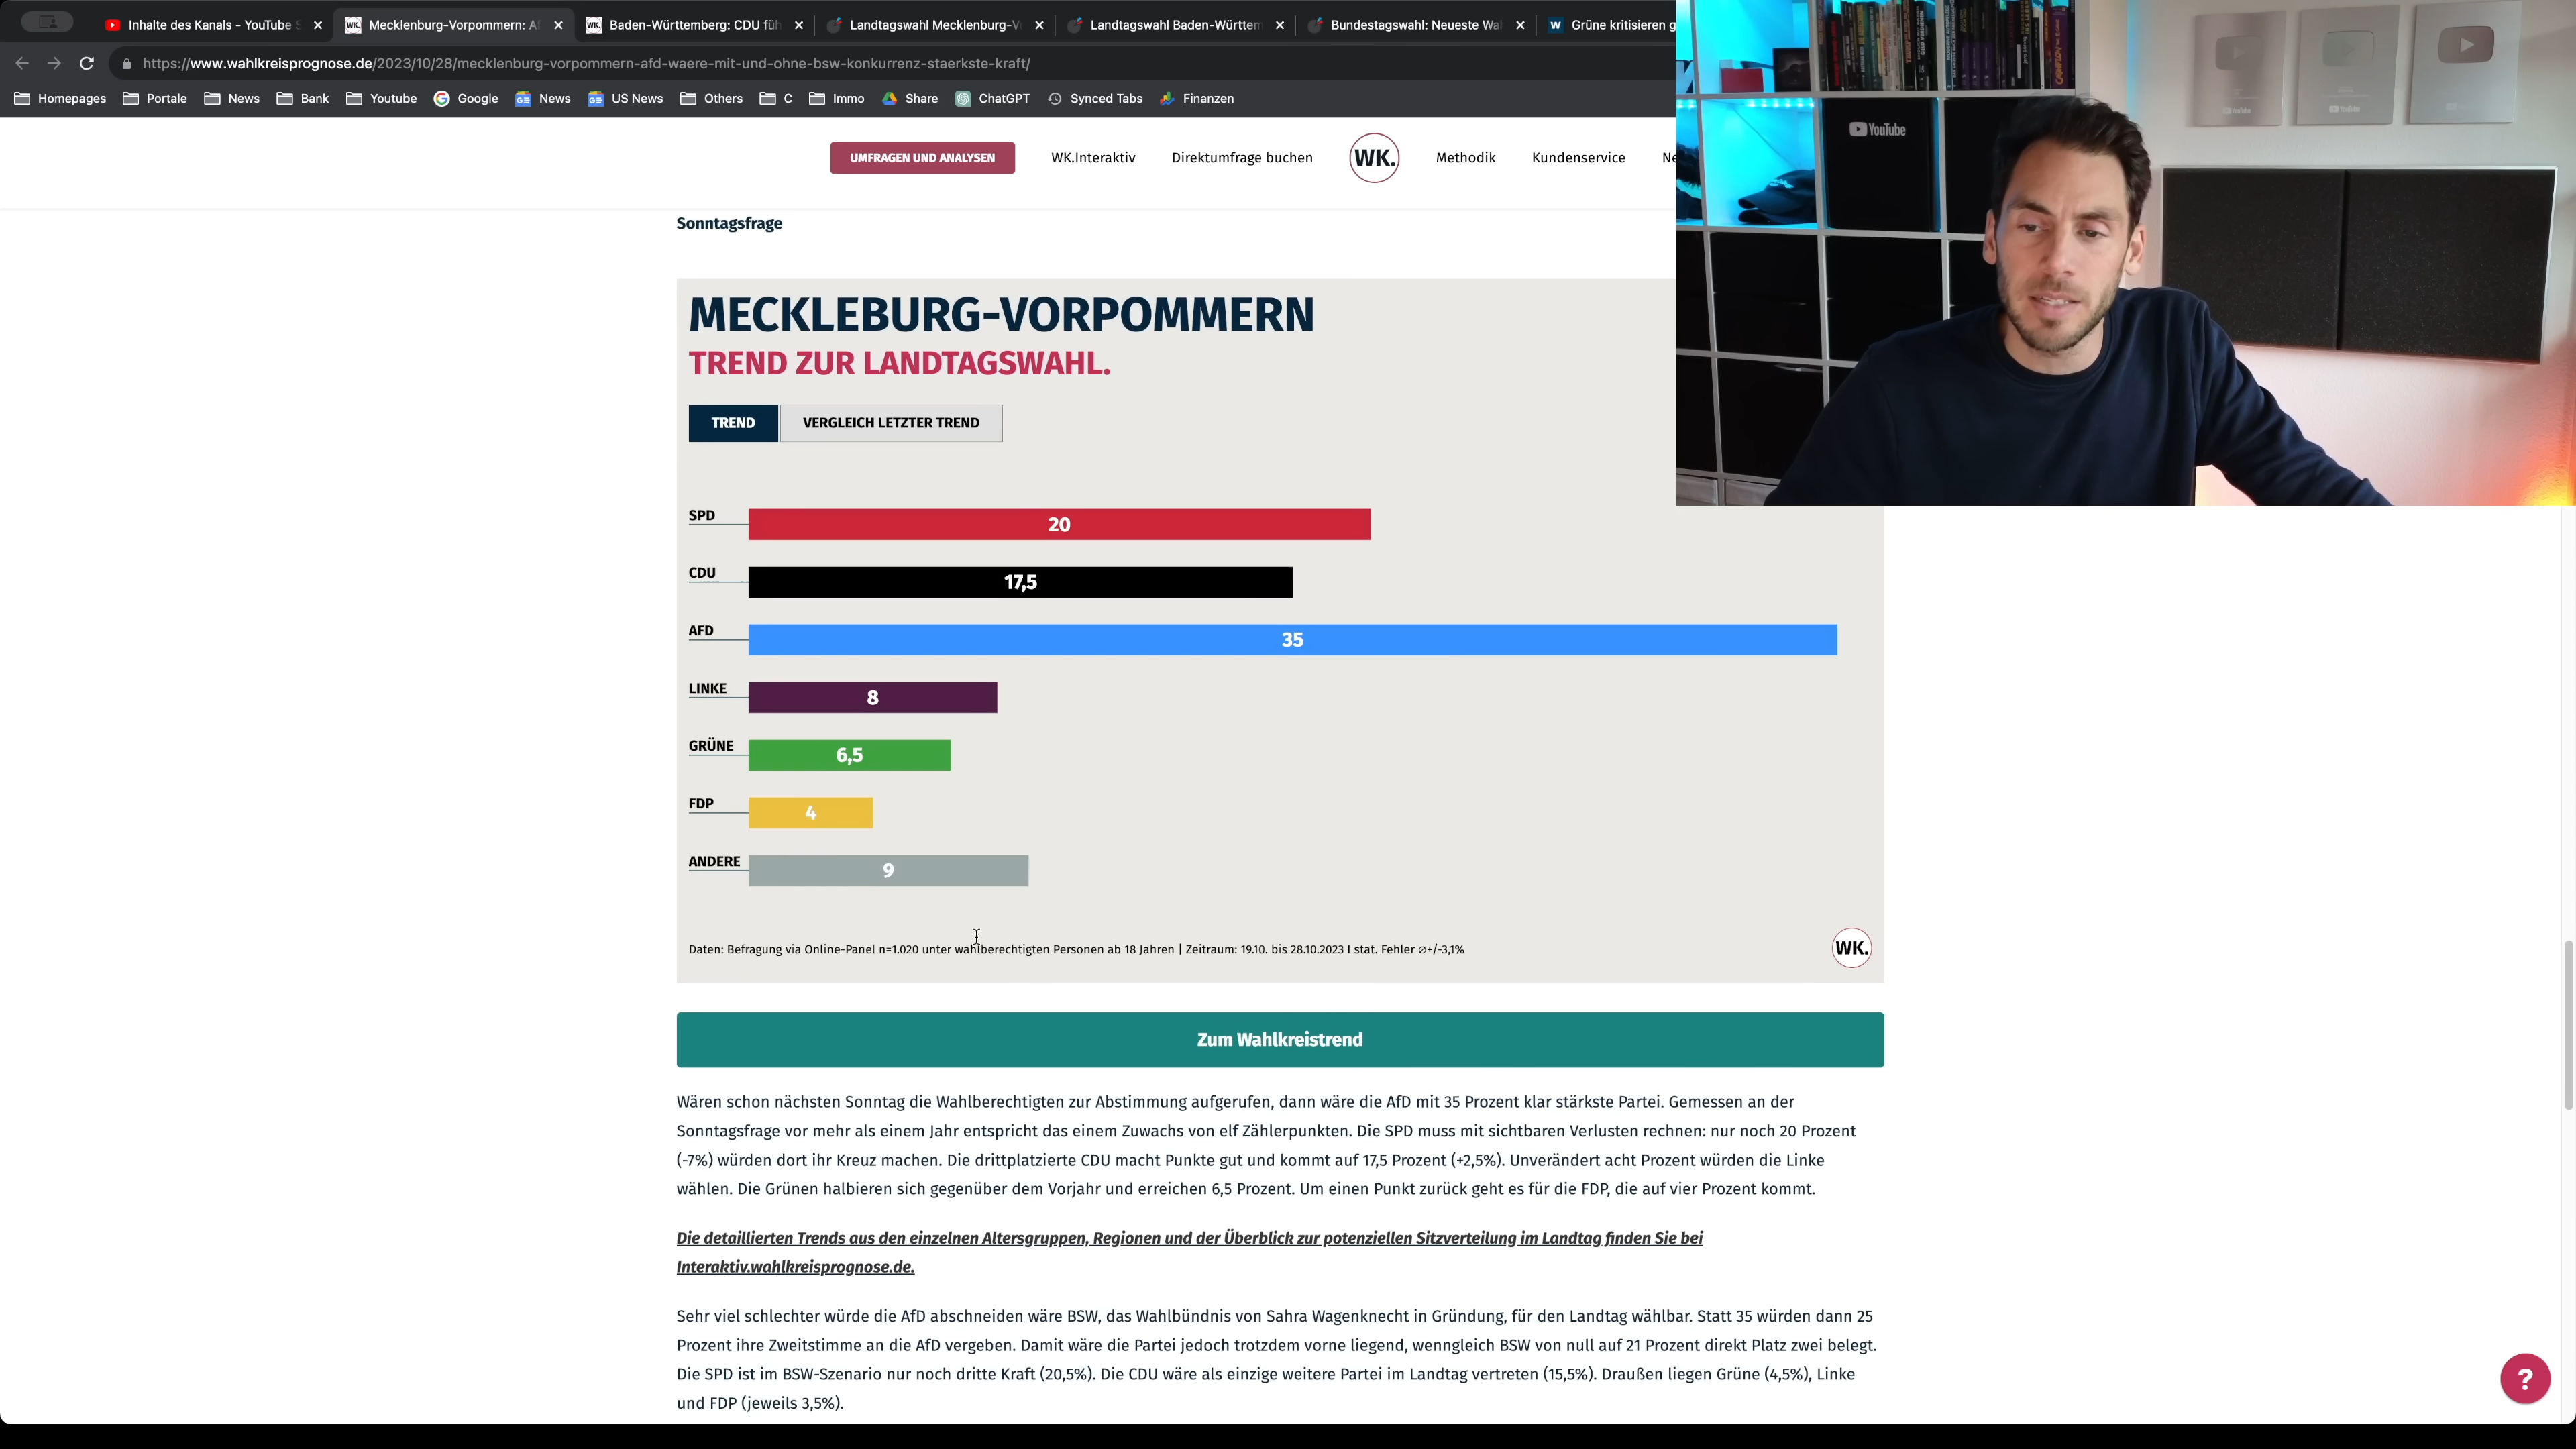 Inhalte des Kanals - YouTube S
Mecklenburg-Vorpommern: Af
Baden-Württemberg: CDU füh
Landtagswahl Mecklenburg-Vo
Landtagswahl Baden-Württem
Bundestagswahl: Neueste Wa
Grüne kritisieren g
https://www.wahlkreisprognose.de/2023/10/28/mecklenburg-vorpommern-afd-waere-mit-und-ohne-bsw-konkurrenz-staerkste-kraft/
Homepages Portale News Bank Youtube Google News US News Others C Immo Share ChatGPT Synced Tabs Finanzen
YouTube
UMFRAGEN UND ANALYSEN WK.Interaktiv Direktumfrage buchen WK. Methodik Kundenservice Ne
Sonntagsfrage
MECKLEBURG-VORPOMMERN
TREND ZUR LANDTAGSWAHL.
TREND VERGLEICH LETZTER TREND
SPD 20
CDU 17,5
AFD 35
LINKE 8
GRÜNE 6,5
FDP 4
ANDERE 9
Daten: Befragung via Online-Panel n=1.020 unter wahlberechtigten Personen ab 18 Jahren | Zeitraum: 19.10. bis 28.10.2023 I stat. Fehler ∅+/-3,1%
WK.
Zum Wahlkreistrend
Wären schon nächsten Sonntag die Wahlberechtigten zur Abstimmung aufgerufen, dann wäre die AfD mit 35 Prozent klar stärkste Partei. Gemessen an der
Sonntagsfrage vor mehr als einem Jahr entspricht das einem Zuwachs von elf Zählerpunkten. Die SPD muss mit sichtbaren Verlusten rechnen: nur noch 20 Prozent
(-7%) würden dort ihr Kreuz machen. Die drittplatzierte CDU macht Punkte gut und kommt auf 17,5 Prozent (+2,5%). Unverändert acht Prozent würden die Linke
wählen. Die Grünen halbieren sich gegenüber dem Vorjahr und erreichen 6,5 Prozent. Um einen Punkt zurück geht es für die FDP, die auf vier Prozent kommt.
Die detaillierten Trends aus den einzelnen Altersgruppen, Regionen und der Überblick zur potenziellen Sitzverteilung im Landtag finden Sie bei
Interaktiv.wahlkreisprognose.de.
Sehr viel schlechter würde die AfD abschneiden wäre BSW, das Wahlbündnis von Sahra Wagenknecht in Gründung, für den Landtag wählbar. Statt 35 würden dann 25
Prozent ihre Zweitstimme an die AfD vergeben. Damit wäre die Partei jedoch trotzdem vorne liegend, wenngleich BSW von null auf 21 Prozent direkt Platz zwei belegt.
Die SPD ist im BSW-Szenario nur noch dritte Kraft (20,5%). Die CDU wäre als einzige weitere Partei im Landtag vertreten (15,5%). Draußen liegen Grüne (4,5%), Linke
und FDP (jeweils 3,5%).
?